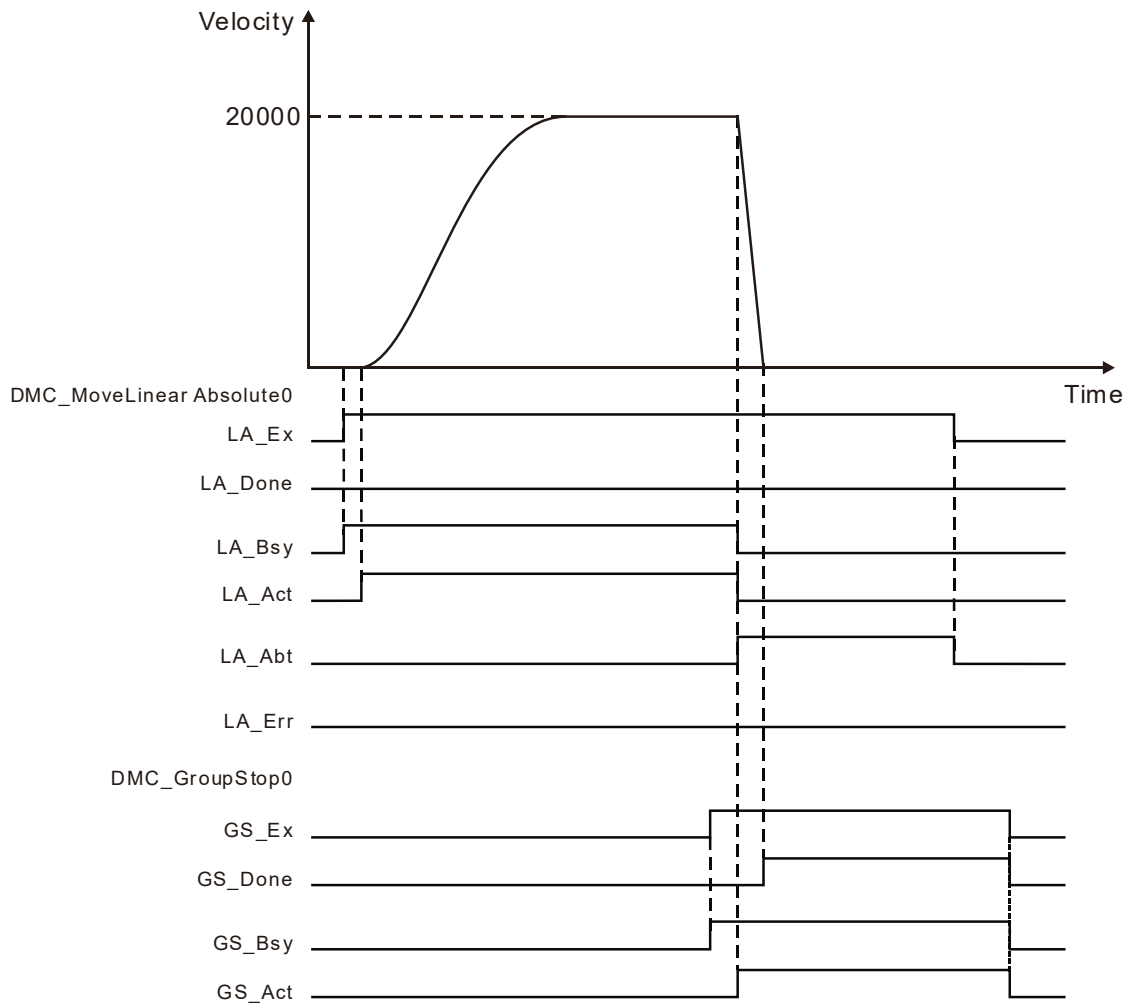 Velocity
20000
Time
DMC_MoveLinear Absolute0
LA_Ex
LA_Done
LA_Bsy
LA_Act
LA_Abt
LA_Err
DMC_GroupStop0
GS_Ex
GS_Done
GS_Bsy
GS_Act